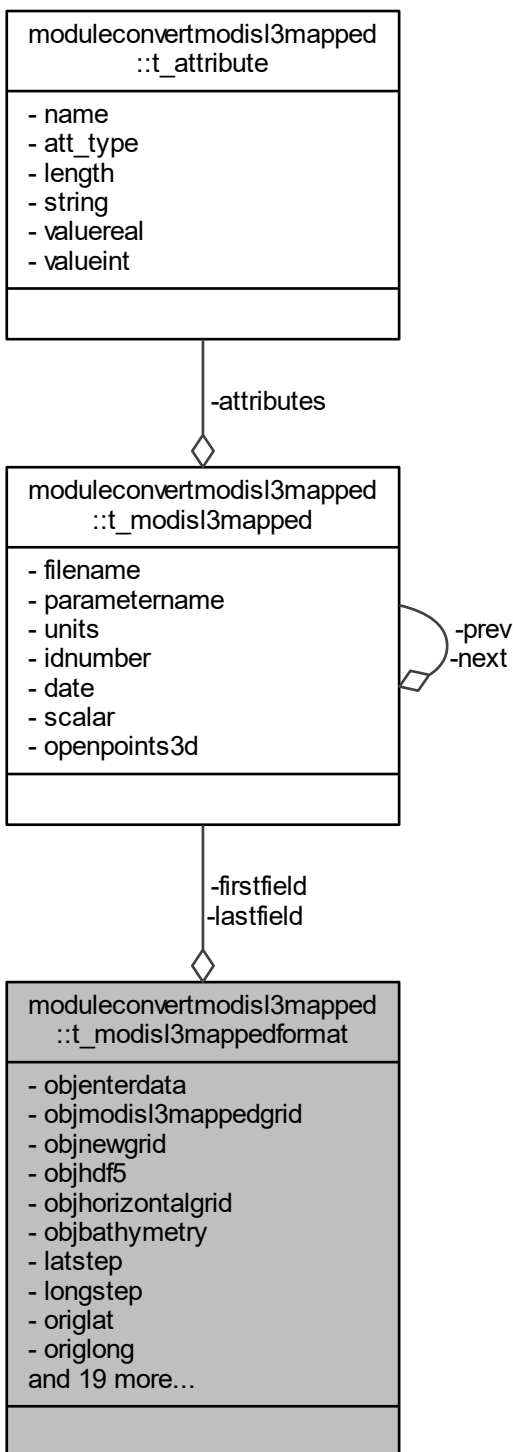 moduleconvertmodisl3mapped
::t_attribute
- name
- att_type
- length
- string
- valuereal
- valueint
-attributes
moduleconvertmodisl3mapped
::t_modisl3mapped
- filename
- parametername
- units
- idnumber
- date
- scalar
- openpoints3d
-prev
-next
-firstfield
-lastfield
moduleconvertmodisl3mapped
::t_modisl3mappedformat
- objenterdata
- objmodisl3mappedgrid
- objnewgrid
- objhdf5
- objhorizontalgrid
- objbathymetry
- latstep
- longstep
- origlat
- origlong
and 19 more...